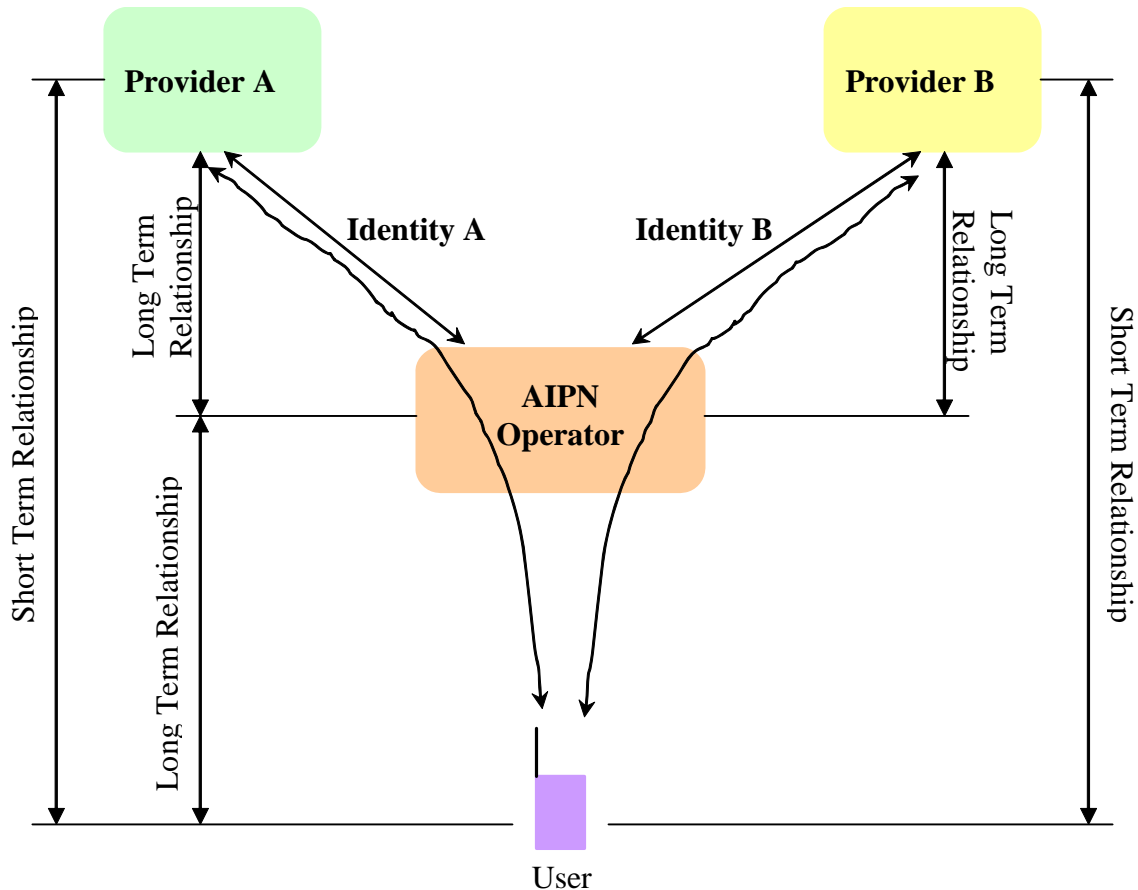 Provider A
Provider B
Identity A
Identity B
Long Term
Relationship
Long Term
Relationship
Short Term Relationship
Short Term Relationship
AIPN
Operator
Long Term Relationship
User